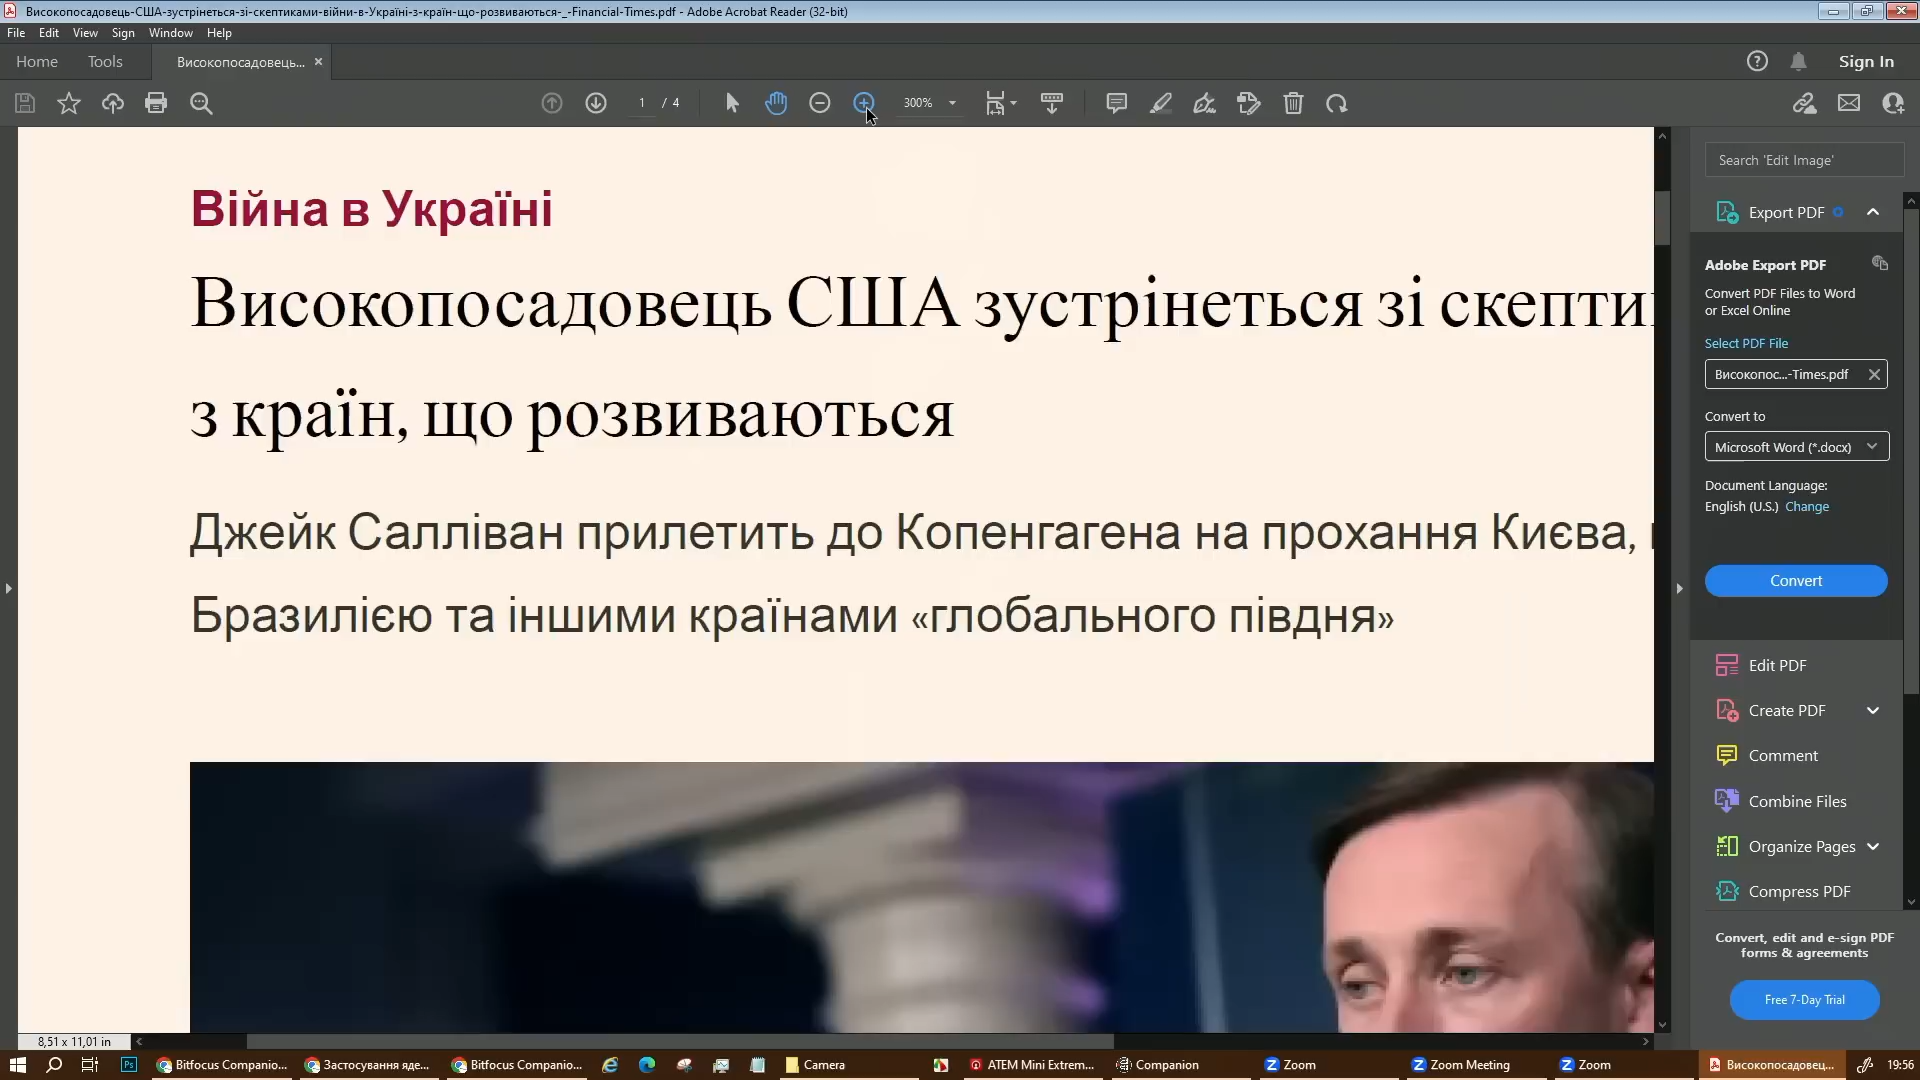 Високопосадовець-США-зустрінеться-зі-скептиками-війни-в-Україні-з-країн-що-розвиваються-_-Financial-Times.pdf - Adobe Acrobat Reader (32-bit)
File Edit View Sign Window Help
Home Tools Високопосадовець... × Sign In
1 / 4 300%
Search 'Edit Image'
Export PDF
Adobe Export PDF
Convert PDF Files to Word
or Excel Online
Select PDF File
Високопос...-Times.pdf
Convert to
Microsoft Word (*.docx)
Document Language:
English (U.S.) Change
Convert
Edit PDF
Create PDF
Comment
Combine Files
Organize Pages
Compress PDF
Convert, edit and e-sign PDF
forms & agreements
Free 7-Day Trial
Війна в Україні
Високопосадовець США зустрінеться зі скепти
з країн, що розвиваються
Джейк Салліван прилетить до Копенгагена на прохання Києва,
Бразилією та іншими країнами «глобального півдня»
8,51 x 11,01 in
Bitfocus Companio... Застосування яде... Bitfocus Companio... Camera ATEM Mini Extrem... Companion Zoom Zoom Meeting Zoom Високопосадовец... 19:56